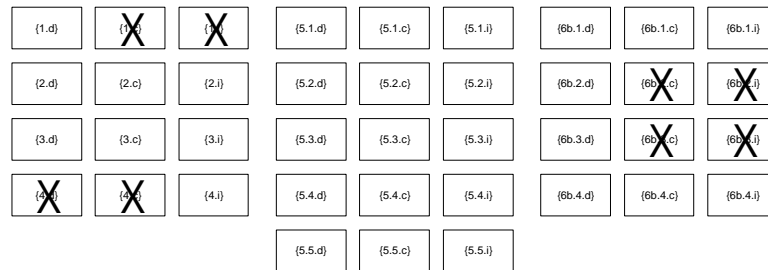 {1.d} X X {5.1.d} {5.1.c} {5.1.i} {6b.1.d} {6b.1.c} {6b.1.i}
{2.d} {2.c} {2.i} {5.2.d} {5.2.c} {5.2.i} {6b.2.d} X X
{3.d} {3.c} {3.i} {5.3.d} {5.3.c} {5.3.i} {6b.3.d} X X
X X {4.i} {5.4.d} {5.4.c} {5.4.i} {6b.4.d} {6b.4.c} {6b.4.i}
{5.5.d} {5.5.c} {5.5.i}